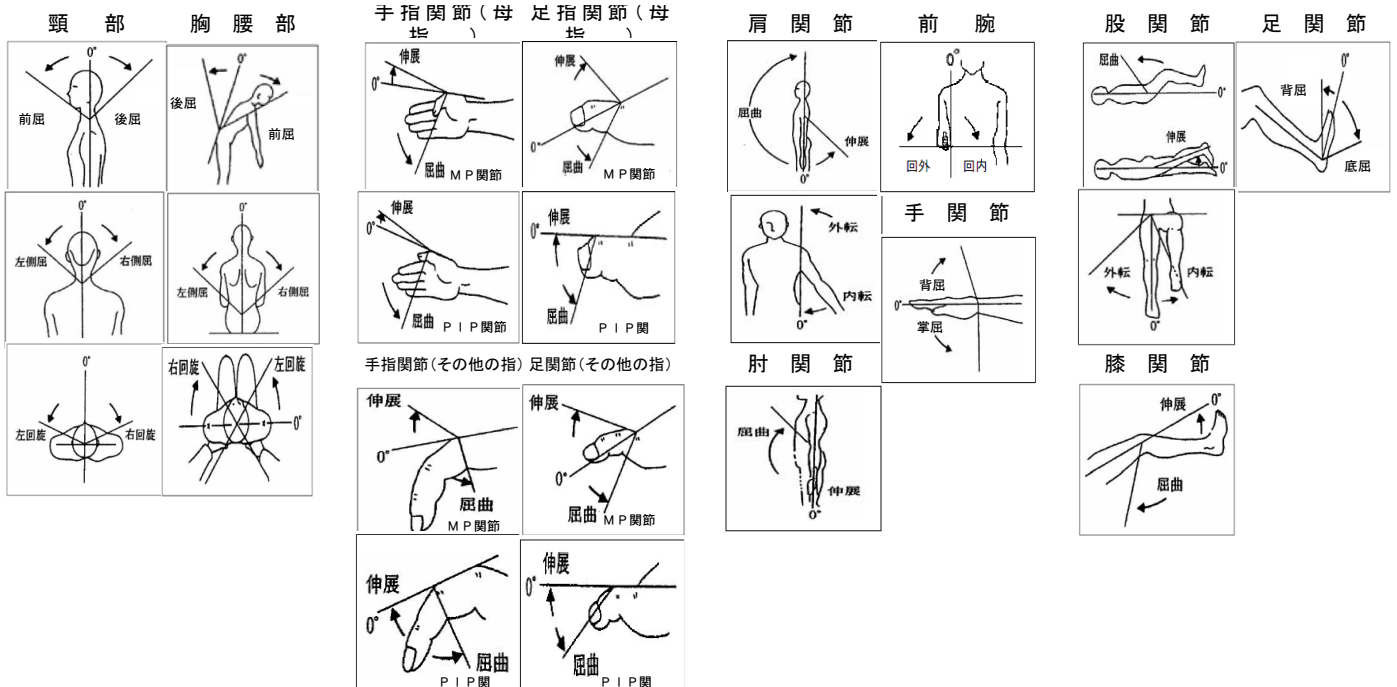 頸部
0°
前屈
後屈
0°
左側屈
右側屈
0°
左回旋
右回旋
胸腰部
0°
後屈
前屈
0°
左側屈
右側屈
右回旋
左回旋
0°
手指関節(母
指)
伸展
0°
屈曲
MP関節
伸展
0°
屈曲
PIP関節
足指関節(母
指)
伸展
0°
屈曲
MP関節
伸展
0°
屈曲
PIP関
手指関節(その他の指)
伸展
0°
屈曲
MP関節
伸展
0°
屈曲
PIP関
足関節(その他の指)
伸展
0°
屈曲
MP関節
伸展
0°
屈曲
PIP関
肩関節
屈曲
伸展
0°
外転
内転
0°
肘関節
屈曲
伸展
0°
前腕
0°
回外
回内
手関節
背屈
0°
掌屈
股関節
屈曲
0°
伸展
0°
外転
内転
0°
膝関節
伸展
0°
屈曲
足関節
0°
背屈
底屈